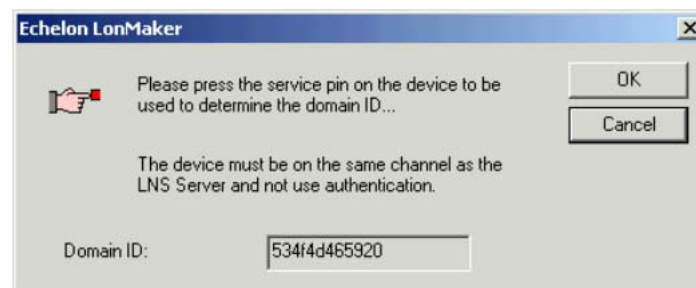 Echelon LonMaker
Please press the service pin on the device to be
used to determine the domain ID...
OK
Cancel
The device must be on the same channel as the
LNS Server and not use authentication.
Domain ID:
534f4d465920